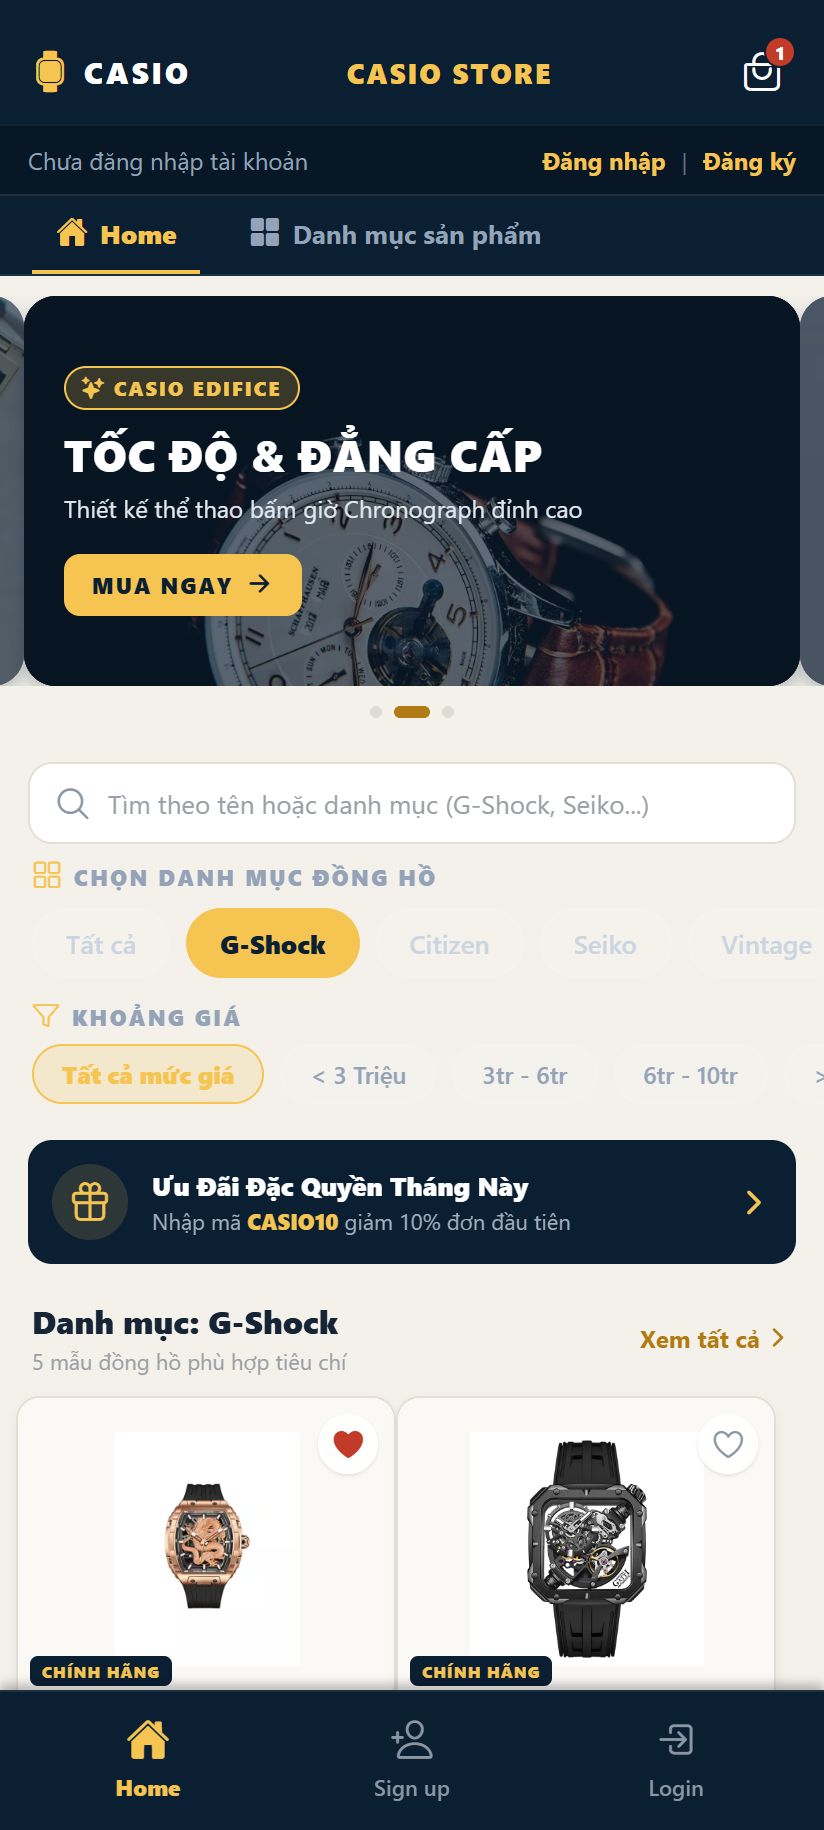 CASIO
CASIO STORE
1
Chưa đăng nhập tài khoản
Đăng nhập | Đăng ký
Home
Danh mục sản phẩm
CASIO EDIFICE
TỐC ĐỘ & ĐẲNG CẤP
Thiết kế thể thao bấm giờ Chronograph đỉnh cao
MUA NGAY
Tìm theo tên hoặc danh mục (G-Shock, Seiko...)
CHỌN DANH MỤC ĐỒNG HỒ
Tất cả
G-Shock
Citizen
Seiko
Vintage
KHOẢNG GIÁ
Tất cả mức giá
< 3 Triệu
3tr - 6tr
6tr - 10tr
>
Ưu Đãi Đặc Quyền Tháng Này
Nhập mã CASIO10 giảm 10% đơn đầu tiên
Danh mục: G-Shock
Xem tất cả
5 mẫu đồng hồ phù hợp tiêu chí
CHÍNH HÃNG
CHÍNH HÃNG
Home
Sign up
Login